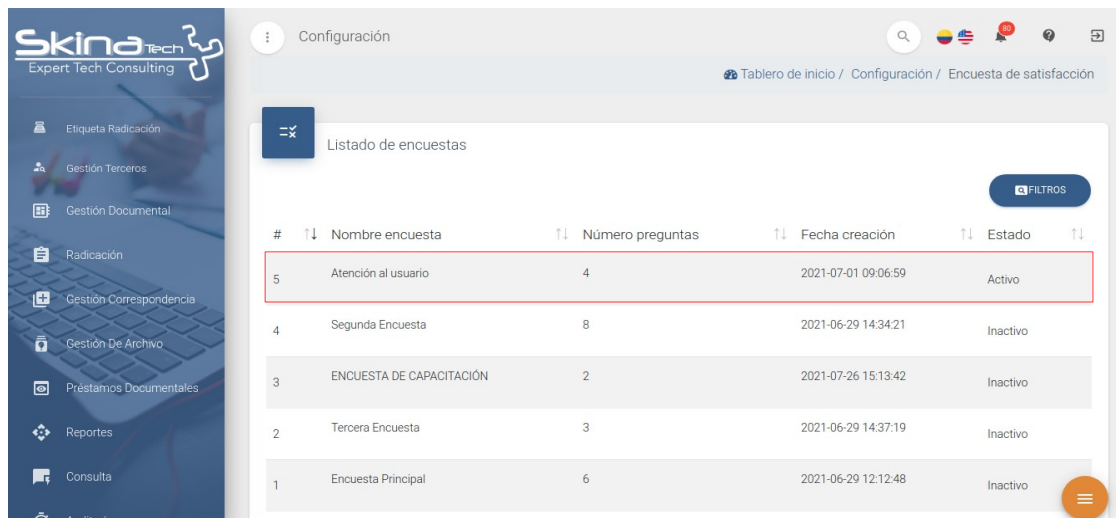 Skina Tech
Expert Tech Consulting
Configuración
80
Tablero de inicio / Configuración / Encuesta de satisfacción
Etiqueta Radicación
Gestión Terceros
Gestión Documental
Radicación
Gestión Correspondencia
Gestión De Archivo
Préstamos Documentales
Reportes
Consulta
Listado de encuestas
FILTROS
# Nombre encuesta Número preguntas Fecha creación Estado
5 Atención al usuario 4 2021-07-01 09:06:59 Activo
4 Segunda Encuesta 8 2021-06-29 14:34:21 Inactivo
3 ENCUESTA DE CAPACITACIÓN 2 2021-07-26 15:13:42 Inactivo
2 Tercera Encuesta 3 2021-06-29 14:37:19 Inactivo
1 Encuesta Principal 6 2021-06-29 12:12:48 Inactivo